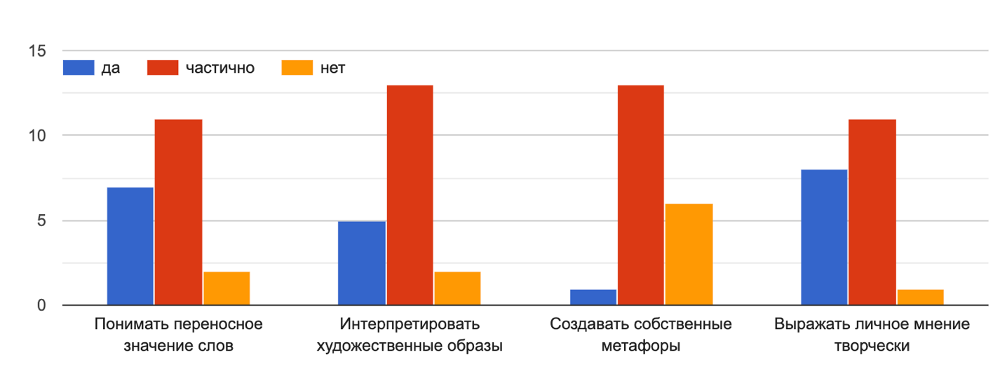 15
да частично нет
10
5
0
Понимать переносное Интерпретировать Создавать собственные Выражать личное мнение
значение слов художественные образы метафоры творчески